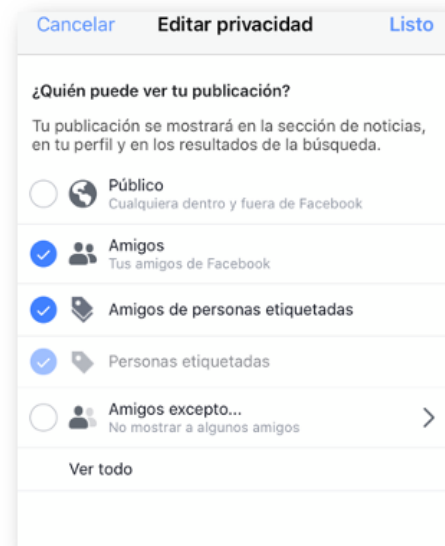 Cancelar Editar privacidad Listo
¿Quién puede ver tu publicación?
Tu publicación se mostrará en la sección de noticias,
en tu perfil y en los resultados de la búsqueda.
Público
Cualquiera dentro y fuera de Facebook
Amigos
Tus amigos de Facebook
Amigos de personas etiquetadas
Personas etiquetadas
Amigos excepto...
No mostrar a algunos amigos
Ver todo